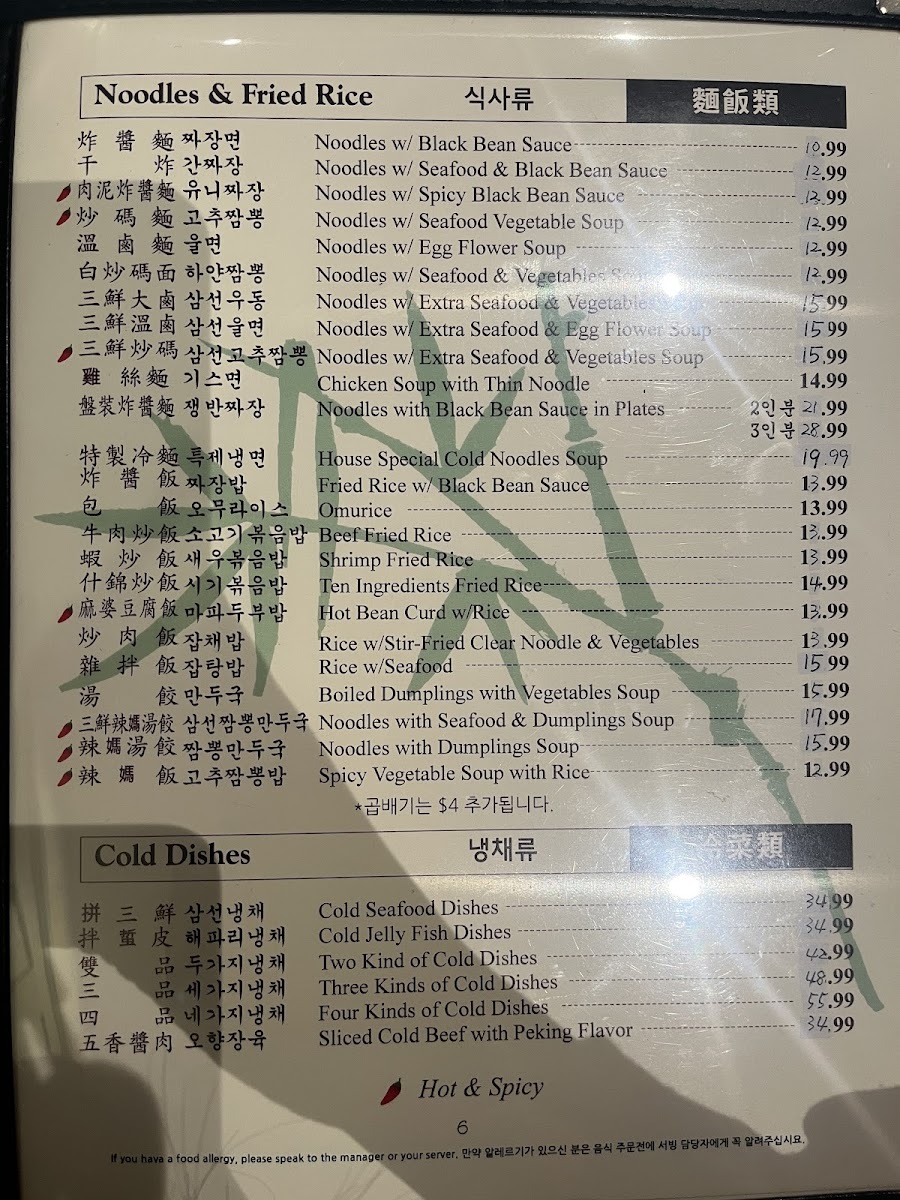 Noodles & Fried Rice 식사류 麵飯類
炸醬麵 짜장면 Noodles w/ Black Bean Sauce 10.99
干炸 간짜장 Noodles w/ Seafood & Black Bean Sauce 12.99
肉泥炸醬麵 유니짜장 Noodles w/ Spicy Black Bean Sauce 12.99
炒碼麵 고추짬뽕 Noodles w/ Seafood Vegetable Soup 12.99
溫鹵麵 울면 Noodles w/ Egg Flower Soup 12.99
白炒碼面 하얀짬뽕 Noodles w/ Seafood & Vegetables Soup 12.99
三鮮大鹵 삼선우동 Noodles w/ Extra Seafood & Vegetables Soup 15.99
三鮮溫鹵 삼선울면 Noodles w/ Extra Seafood & Egg Flower Soup 15.99
三鮮炒碼 삼선고추짬뽕 Noodles w/ Extra Seafood & Vegetables Soup 15.99
雞絲麵 기스면 Chicken Soup with Thin Noodle 14.99
盤裝炸醬麵 쟁반짜장 Noodles with Black Bean Sauce in Plates 2인분 21.99
3인분 28.99
特製冷麵 특제냉면 House Special Cold Noodles Soup 19.99
炸醬飯 짜장밥 Fried Rice w/ Black Bean Sauce 13.99
包飯 오무라이스 Omurice 13.99
牛肉炒飯 소고기볶음밥 Beef Fried Rice 13.99
蝦炒飯 새우볶음밥 Shrimp Fried Rice 13.99
什錦炒飯 시기볶음밥 Ten Ingredients Fried Rice 14.99
麻婆豆腐飯 마파두부밥 Hot Bean Curd w/Rice 13.99
炒肉飯 잡채밥 Rice w/Stir-Fried Clear Noodle & Vegetables 13.99
雜拌飯 잡탕밥 Rice w/Seafood 15.99
湯餃 만두국 Boiled Dumplings with Vegetables Soup 15.99
三鮮辣螞湯餃 삼선짬뽕만두국 Noodles with Seafood & Dumplings Soup 17.99
辣螞湯餃 짬뽕만두국 Noodles with Dumplings Soup 15.99
辣螞飯 고추짬뽕밥 Spicy Vegetable Soup with Rice 12.99
*곱배기는 $4 추가됩니다.
Cold Dishes 냉채류 冷菜類
拼三鮮 삼선냉채 Cold Seafood Dishes 34.99
拌蜇皮 해파리냉채 Cold Jelly Fish Dishes 34.99
雙品 두가지냉채 Two Kind of Cold Dishes 42.99
三品 세가지냉채 Three Kinds of Cold Dishes 48.99
四品 네가지냉채 Four Kinds of Cold Dishes 55.99
五香醬肉 오향장육 Sliced Cold Beef with Peking Flavor 34.99
Hot & Spicy
6
If you hava a food allergy, please speak to the manager or your server. 만약 알레르기가 있으신 분은 음식 주문전에 서빙 담당자에게 꼭 알려주십시요.